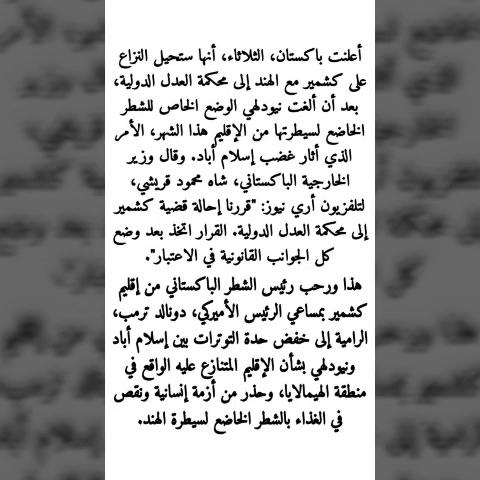 أعلنت باكستان، الثلاثاء، أنها ستحيل النزاع
على كشمير مع الهند إلى محكمة العدل الدولية،
بعد أن ألغت نيودلهي الوضع الخاص للشطر
الخاضع لسيطرتها من الإقليم هذا الشهر، الأمر
الذي أثار غضب إسلام أباد. وقال وزير
الخارجية الباكستاني، شاه محمود قريشي،
لتلفزيون أري نيوز: "قررنا إحالة قضية كشمير
إلى محكمة العدل الدولية. القرار اتخذ بعد وضع
كل الجوانب القانونية في الاعتبار".
هذا ورحب رئيس الشطر الباكستاني من إقليم
كشمير بمساعي الرئيس الأميركي، دونالد ترمب،
الرامية إلى خفض حدة التوترات بين إسلام أباد
ونيودلهي بشأن الإقليم المتنازع عليه الواقع في
منطقة الهيمالايا، وحذر من أزمة إنسانية ونقص
في الغذاء بالشطر الخاضع لسيطرة الهند.